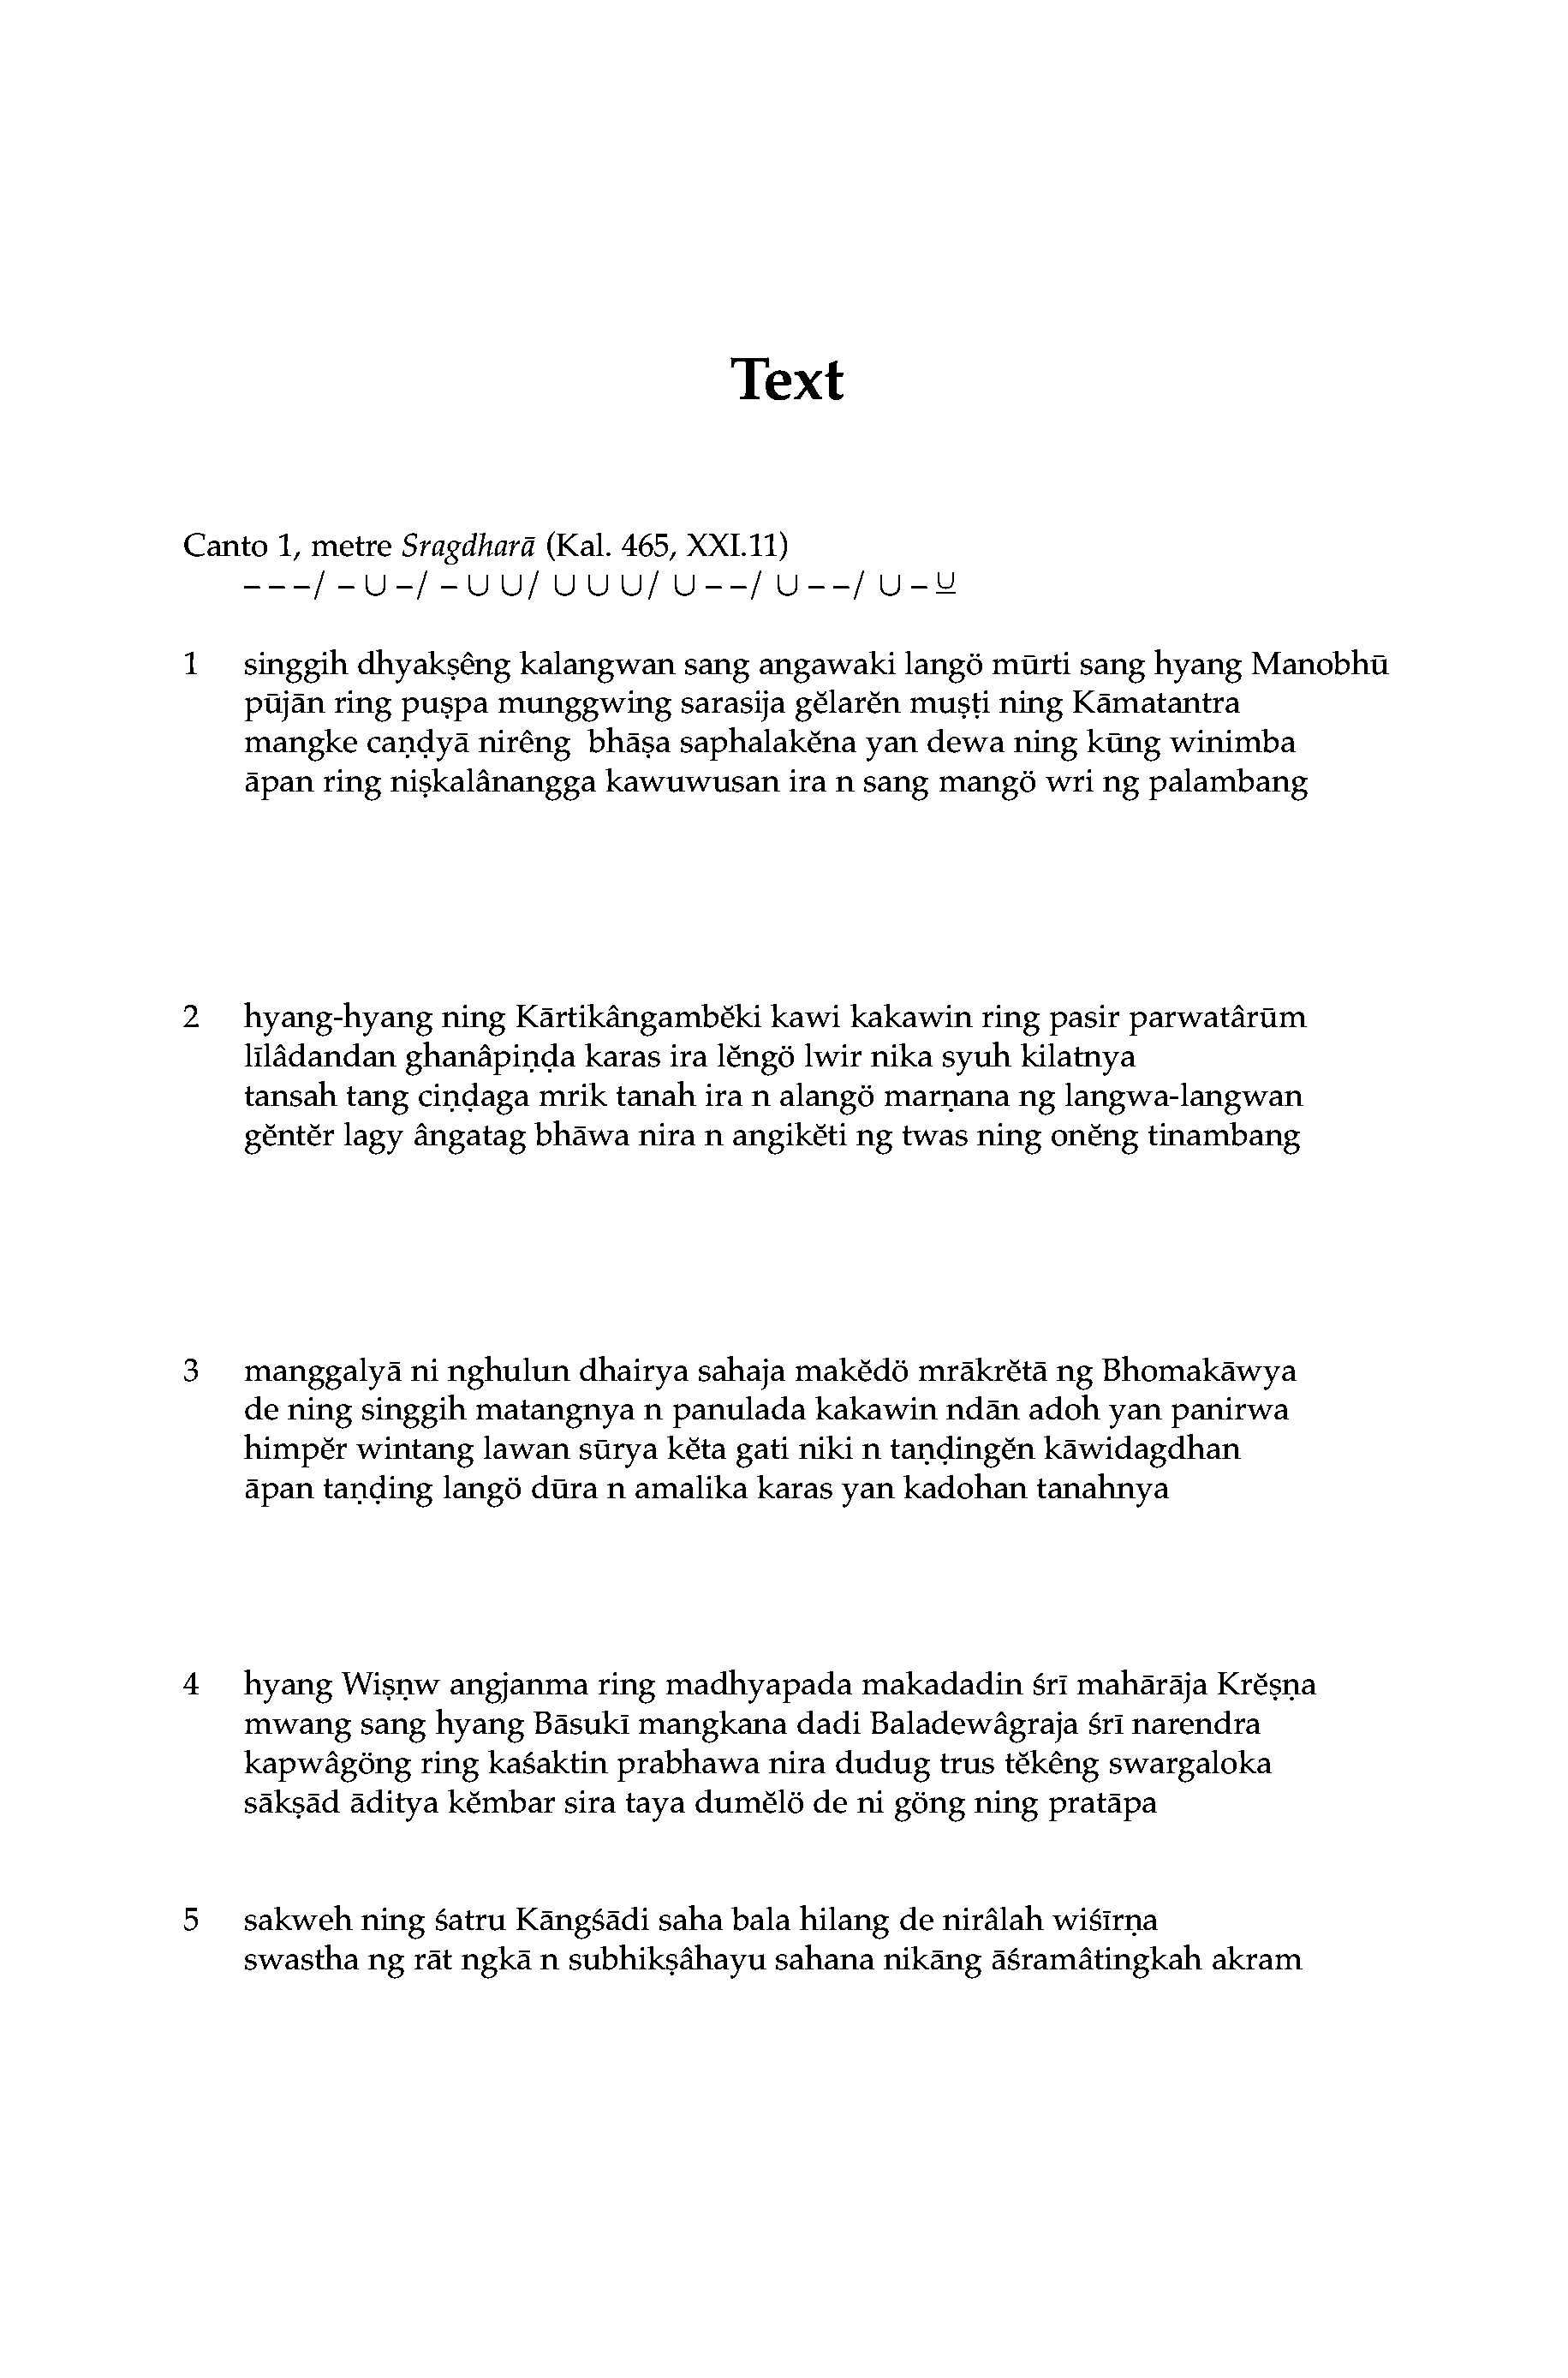 Text
Canto 1, metre Sragdharā (Kal. 465, XXI.11)
– – –/ – ∪ –/ – ∪ ∪/ ∪ ∪ ∪/ ∪ – –/ ∪ – –/ ∪ – ⊻
1 singgih dhyakṣêng kalangwan sang angawaki langö mūrti sang hyang Manobhū
pūjān ring puṣpa munggwing sarasija gĕlarĕn muṣṭi ning Kāmatantra
mangke caṇḍyā nirêng bhāṣa saphalakĕna yan dewa ning kūng winimba
āpan ring niṣkalânangga kawuwusan ira n sang mangö wri ng palambang
2 hyang-hyang ning Kārtikângambĕki kawi kakawin ring pasir parwatârūm
līlâdandan ghanâpiṇḍa karas ira lĕngö lwir nika syuh kilatnya
tansah tang ciṇḍaga mrik tanah ira n alangö marṇana ng langwa-langwan
gĕntĕr lagy ângatag bhāwa nira n angikĕti ng twas ning onĕng tinambang
3 manggalyā ni nghulun dhairya sahaja makĕdö mrākrĕtā ng Bhomakāwya
de ning singgih matangnya n panulada kakawin ndān adoh yan panirwa
himpĕr wintang lawan sūrya kĕta gati niki n taṇḍingĕn kāwidagdhan
āpan taṇḍing langö dūra n amalika karas yan kadohan tanahnya
4 hyang Wiṣṇw angjanma ring madhyapada makadadin śrī mahārāja Krĕṣṇa
mwang sang hyang Bāsukī mangkana dadi Baladewâgraja śrī narendra
kapwâgöng ring kaśaktin prabhawa nira dudug trus tĕkêng swargaloka
sākṣād āditya kĕmbar sira taya dumĕlö de ni göng ning pratāpa
5 sakweh ning śatru Kāngśādi saha bala hilang de nirâlah wiśīrṇa
swastha ng rāt ngkā n subhikṣâhayu sahana nikāng āśramâtingkah akram